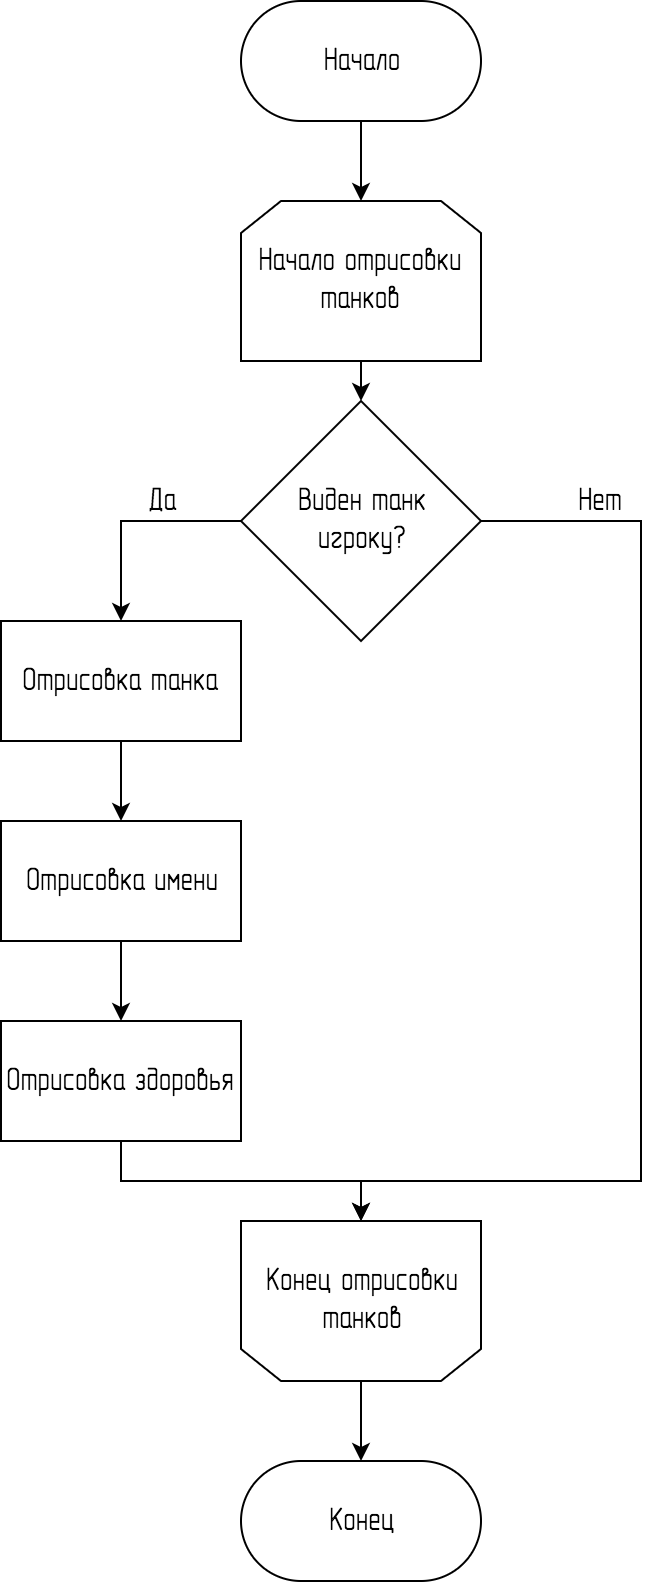 Начало
Начало отрисовки
танков
Виден танк
игроку?
Да
Нет
Отрисовка танка
Отрисовка имени
Отрисовка здоровья
Конец отрисовки
танков
Конец